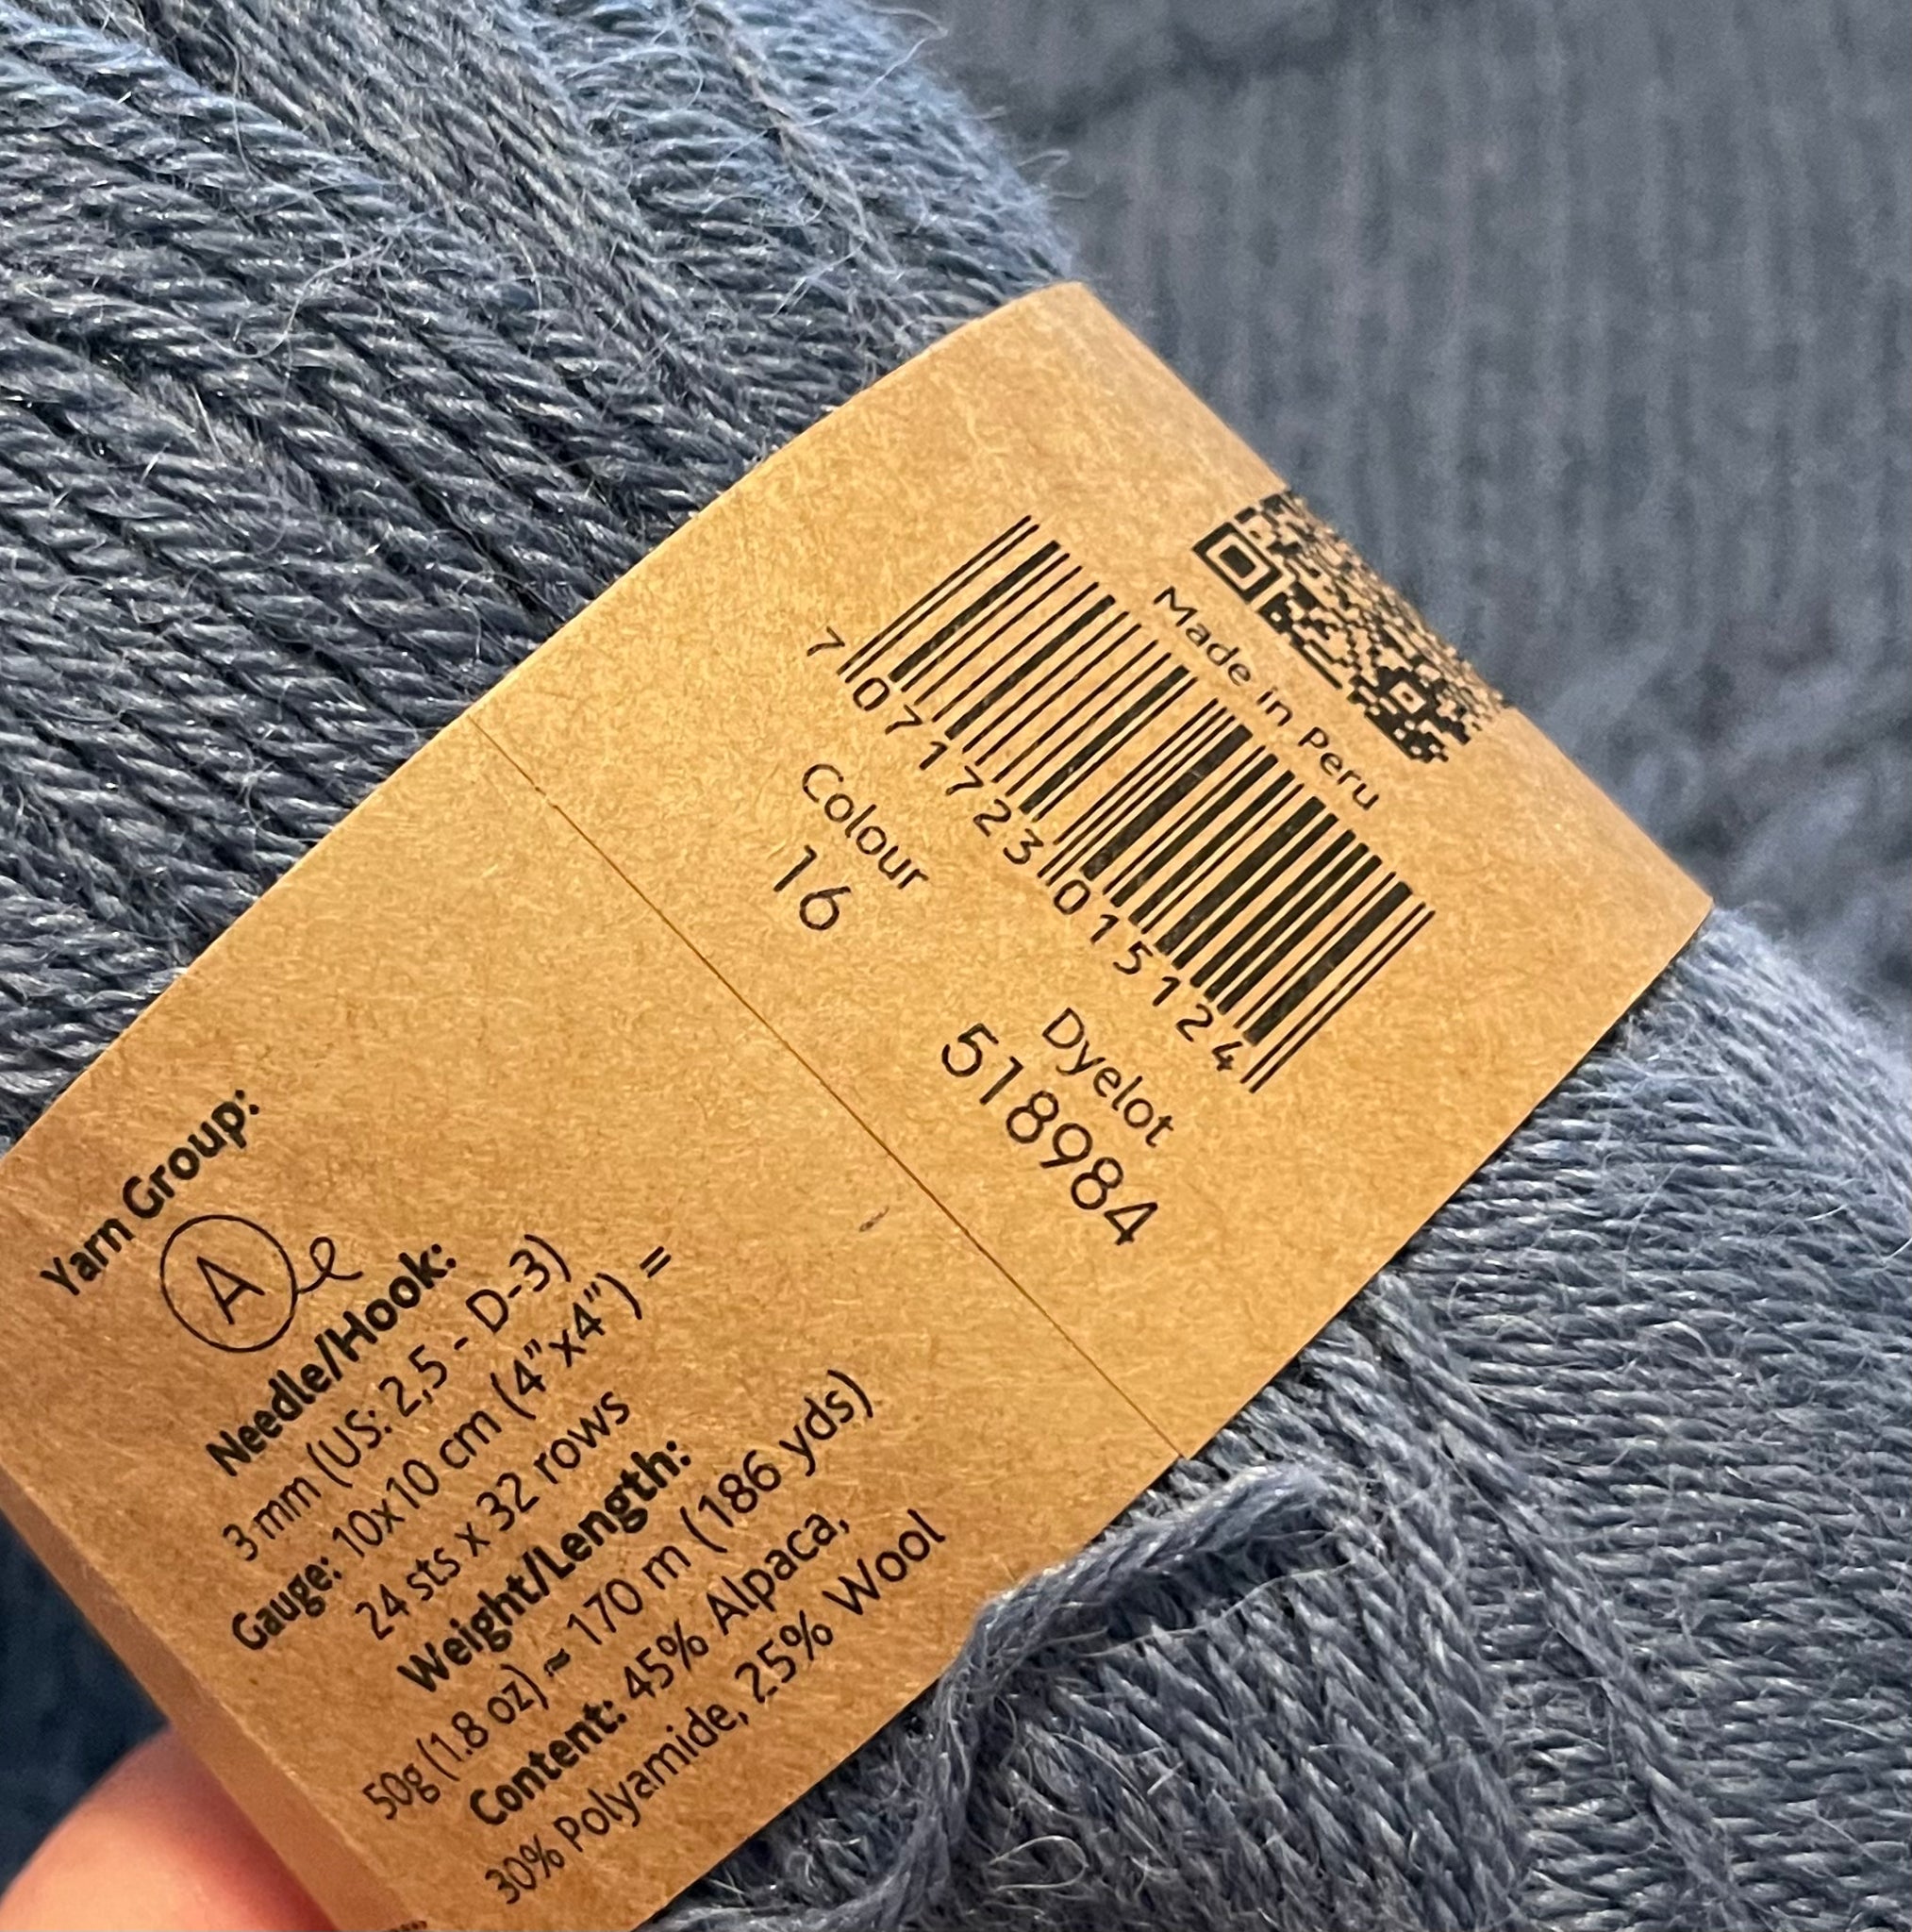 Made in Peru
7 071723 015124
Colour
16
Dyelot
518984
Yarn Group:
A
Needle/Hook:
3 mm (US: 2,5 - D-3)
Gauge: 10x10 cm (4"x4") =
24 sts x 32 rows
Weight/Length:
50g (1.8 oz) ≈ 170 m (186 yds)
Content: 45% Alpaca,
30% Polyamide, 25% Wool